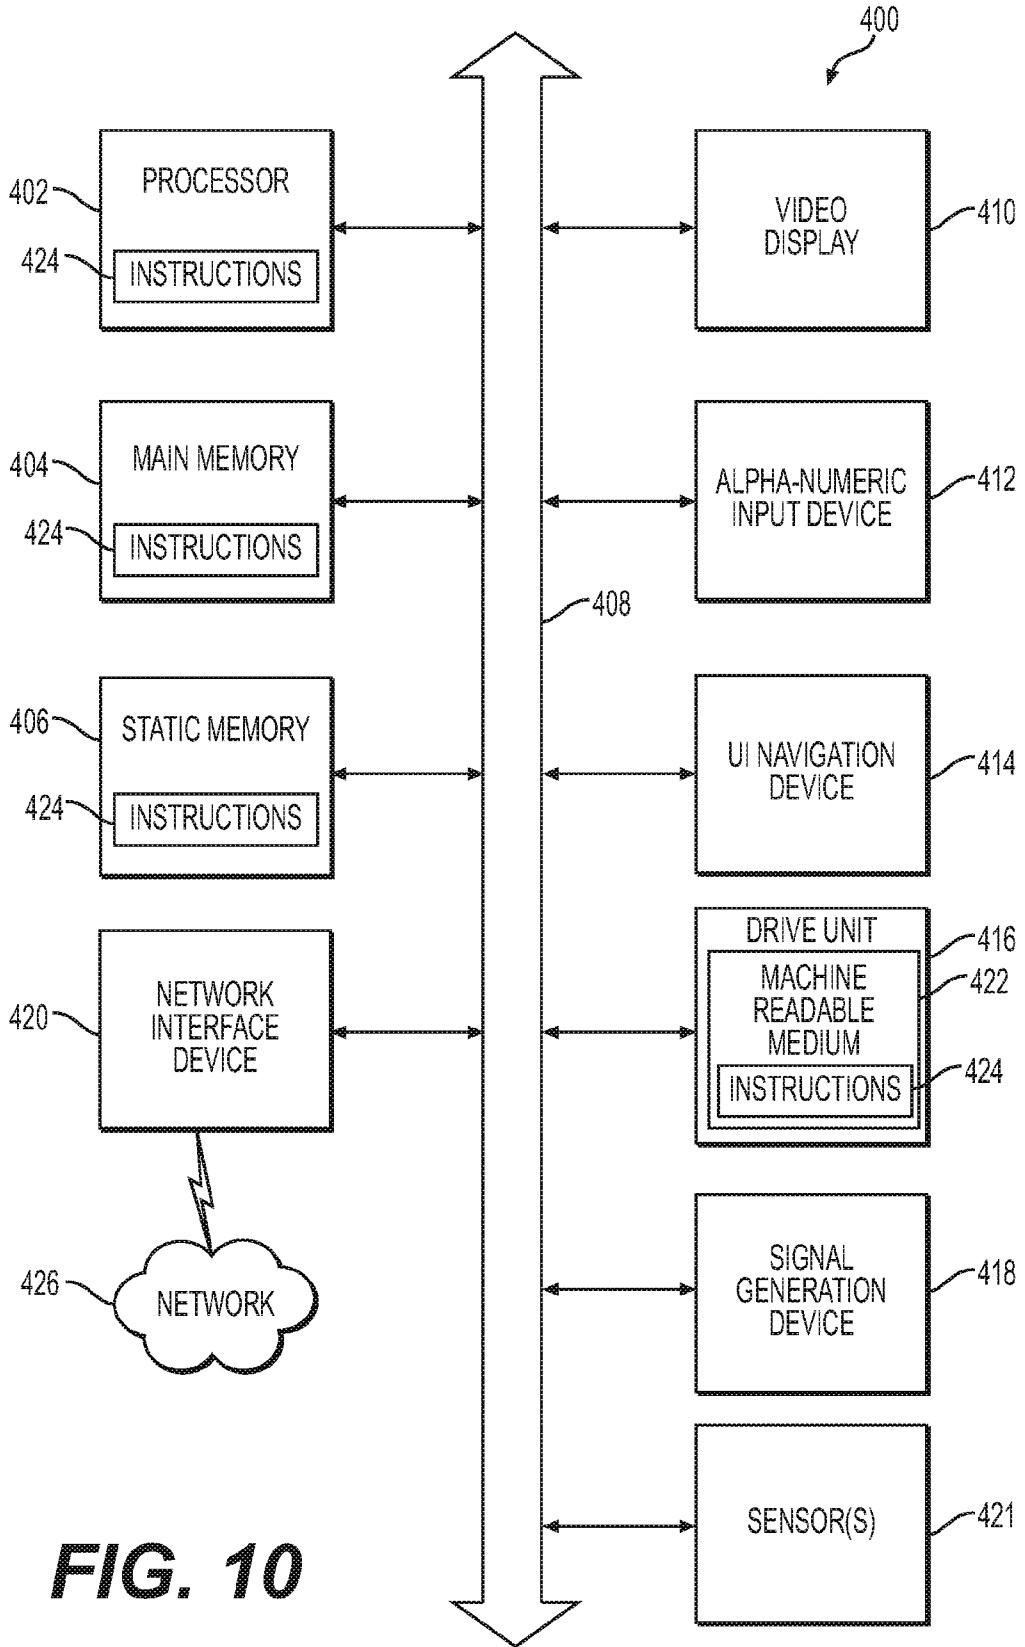 400
PROCESSOR
402
424
INSTRUCTIONS
VIDEO
DISPLAY
410
MAIN MEMORY
404
424
INSTRUCTIONS
ALPHA-NUMERIC
INPUT DEVICE
412
408
STATIC MEMORY
406
424
INSTRUCTIONS
UI NAVIGATION
DEVICE
414
NETWORK
INTERFACE
DEVICE
420
DRIVE UNIT
416
MACHINE
READABLE
MEDIUM
422
INSTRUCTIONS
424
426
NETWORK
SIGNAL
GENERATION
DEVICE
418
SENSOR(S)
421
FIG. 10